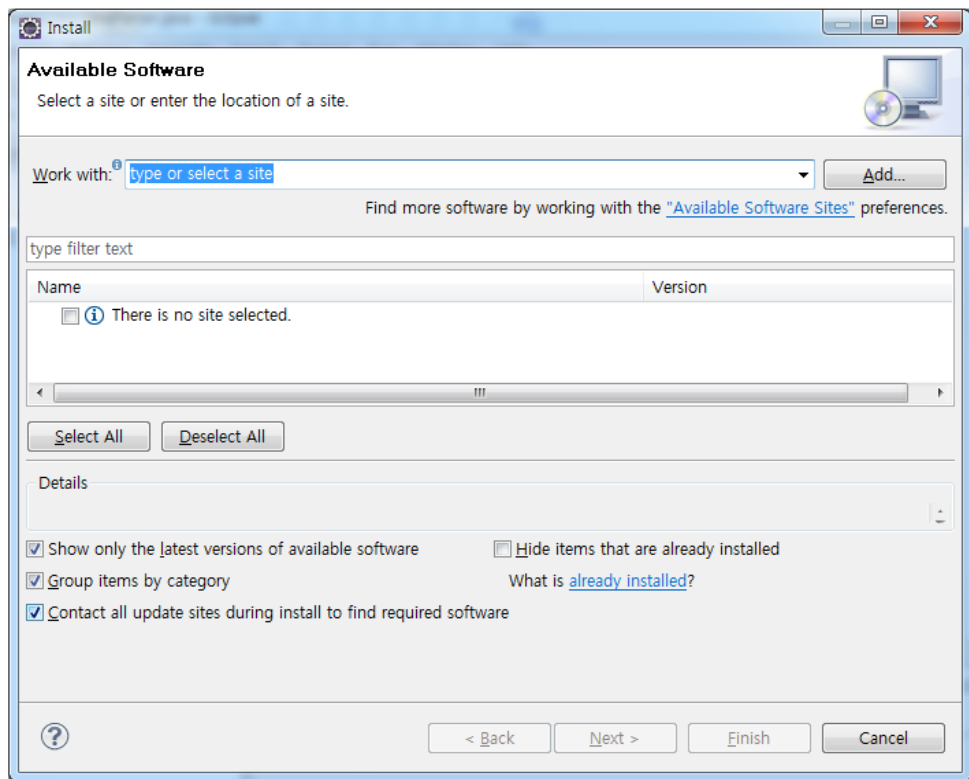 Install
Available Software
Select a site or enter the location of a site.
Work with: type or select a site Add...
Find more software by working with the "Available Software Sites" preferences.
type filter text
Name Version
There is no site selected.
Select All Deselect All
Details
Show only the latest versions of available software Hide items that are already installed
Group items by category What is already installed?
Contact all update sites during install to find required software
< Back Next > Finish Cancel